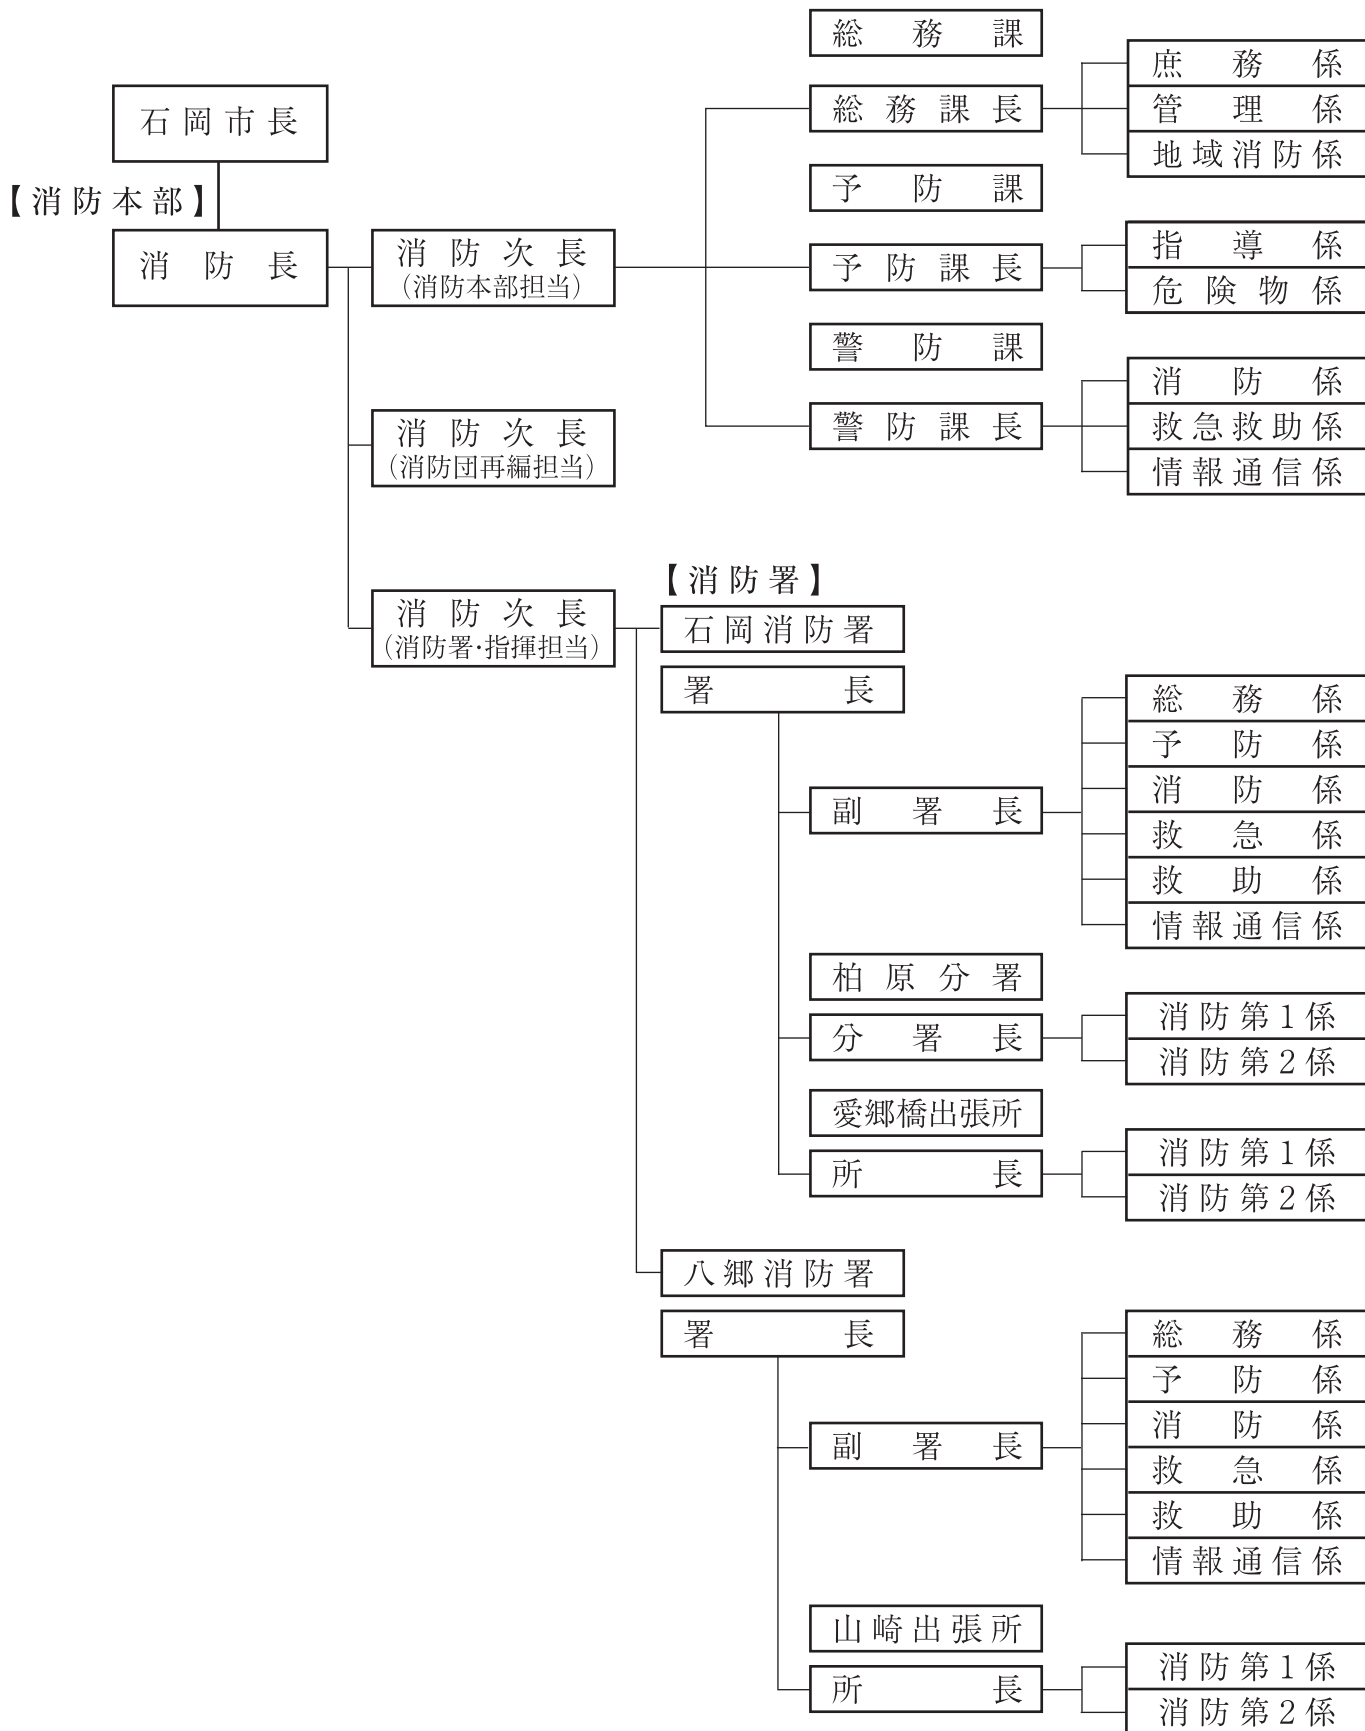 石岡市長
【消防本部】
消防長
消防次長
（消防本部担当）
総務課
総務課長
庶務係
管理係
地域消防係
予防課
予防課長
指導係
危険物係
警防課
警防課長
消防係
救急救助係
情報通信係
消防次長
（消防団再編担当）
消防次長
（消防署・指揮担当）
【消防署】
石岡消防署
署長
副署長
総務係
予防係
消防係
救急係
救助係
情報通信係
柏原分署
分署長
消防第1係
消防第2係
愛郷橋出張所
所長
消防第1係
消防第2係
八郷消防署
署長
副署長
総務係
予防係
消防係
救急係
救助係
情報通信係
山崎出張所
所長
消防第1係
消防第2係